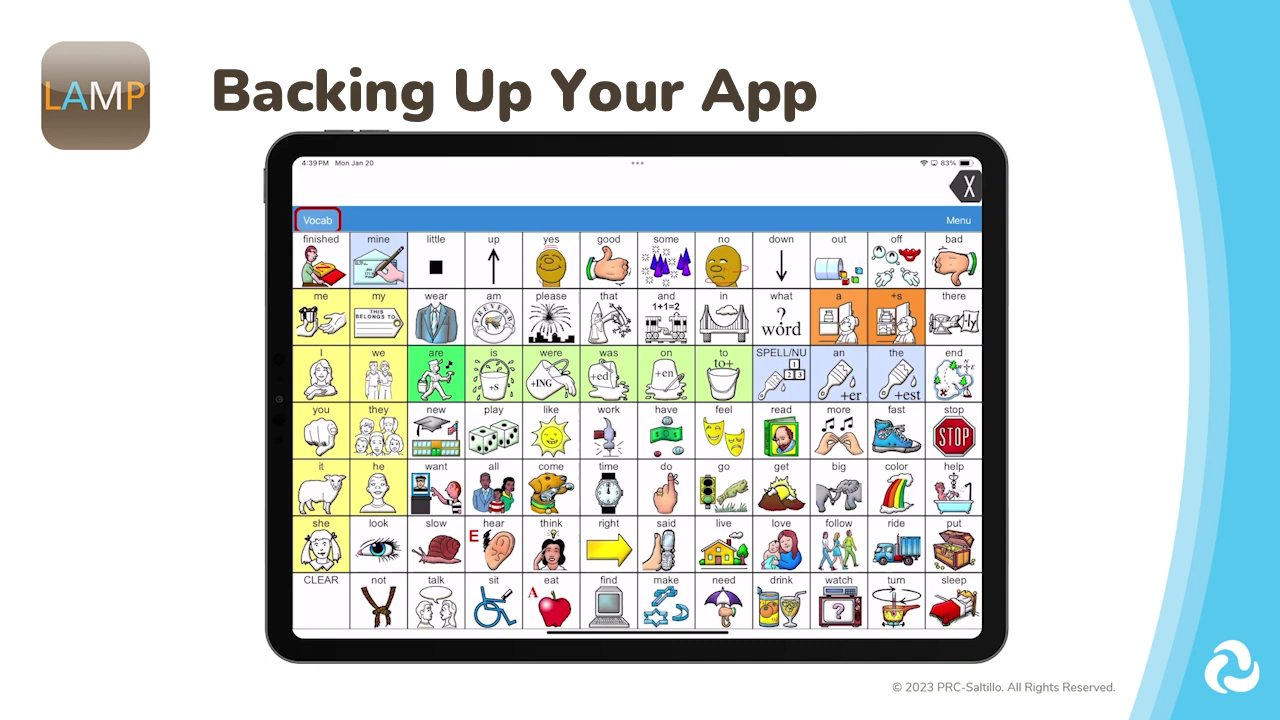 LAMP
Backing Up Your App
4:39 PM Mon Jan 20
83%
X
Vocab
Menu
finished mine little up yes good some no down out off bad
me my wear am please that and in what a +s there
THIS BELONGS TO
PREVERB
1+1=2
? word
I we are is were was on to SPELL/NU an the end
+S +ING +ed +en to+ 1 2 3 +er +est
you they new play like work have feel read more fast stop
STOP
it he want all come time do go get big color help
she look slow hear think right said live love follow ride put
E
CLEAR not talk sit eat find make need drink watch turn sleep
A
?
© 2023 PRC-Saltillo. All Rights Reserved.